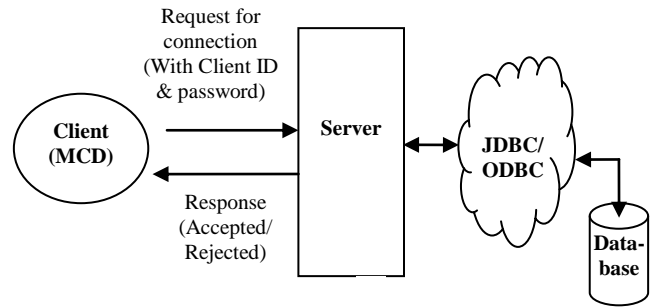 Request for
connection
(With Client ID
& password)
Client
(MCD)
Server
JDBC/
ODBC
Response
(Accepted/
Rejected)
Data-
base